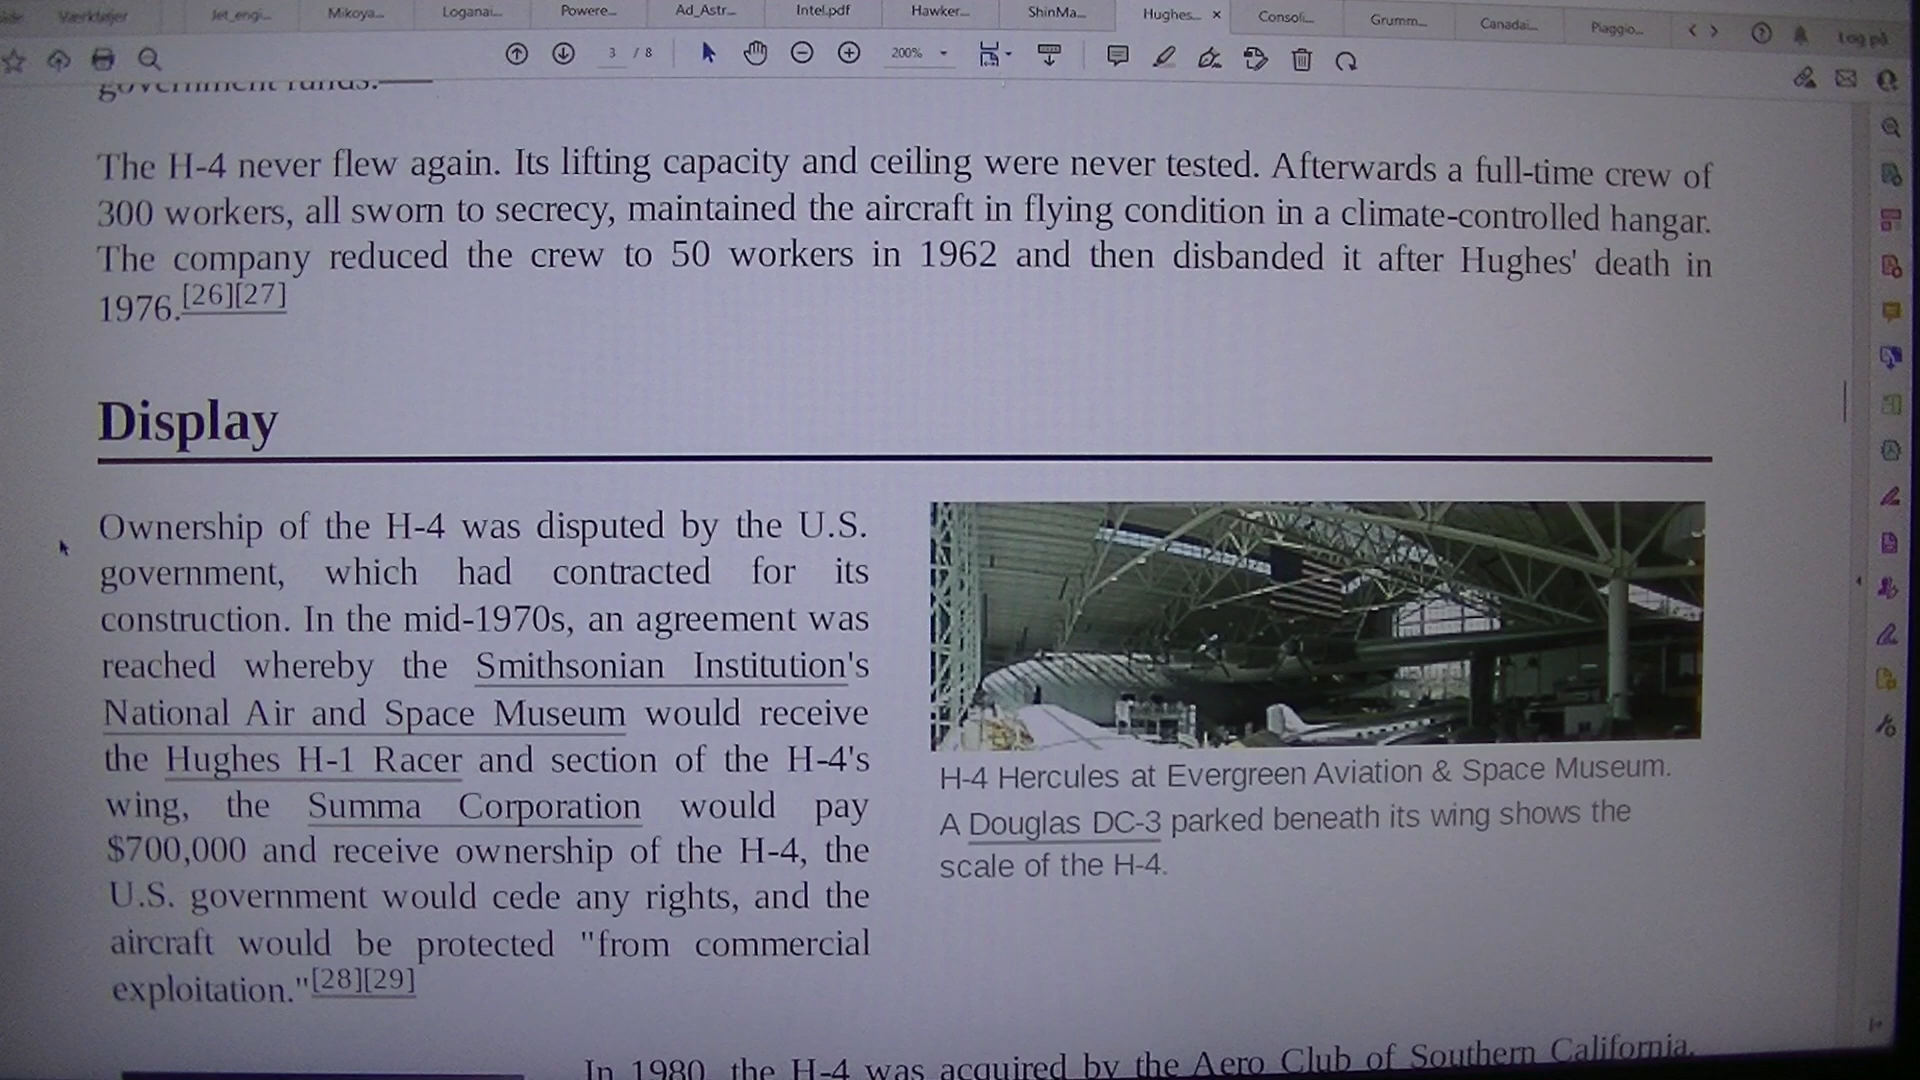 Værktøjer
Jet_engi...
Mikoya...
Loganai...
Powere...
Ad_Astr...
Intel.pdf
Hawker...
ShinMa...
Hughes...
Consoli...
Grumm...
Canadai...
Piaggio...
Log på
3 / 8
200%
government funds.
The H-4 never flew again. Its lifting capacity and ceiling were never tested. Afterwards a full-time crew of
300 workers, all sworn to secrecy, maintained the aircraft in flying condition in a climate-controlled hangar.
The company reduced the crew to 50 workers in 1962 and then disbanded it after Hughes' death in
1976.[26][27]
Display
Ownership of the H-4 was disputed by the U.S.
government, which had contracted for its
construction. In the mid-1970s, an agreement was
reached whereby the Smithsonian Institution's
National Air and Space Museum would receive
the Hughes H-1 Racer and section of the H-4's
wing, the Summa Corporation would pay
$700,000 and receive ownership of the H-4, the
U.S. government would cede any rights, and the
aircraft would be protected "from commercial
exploitation."[28][29]
H-4 Hercules at Evergreen Aviation & Space Museum.
A Douglas DC-3 parked beneath its wing shows the
scale of the H-4.
In 1980, the H-4 was acquired by the Aero Club of Southern California,